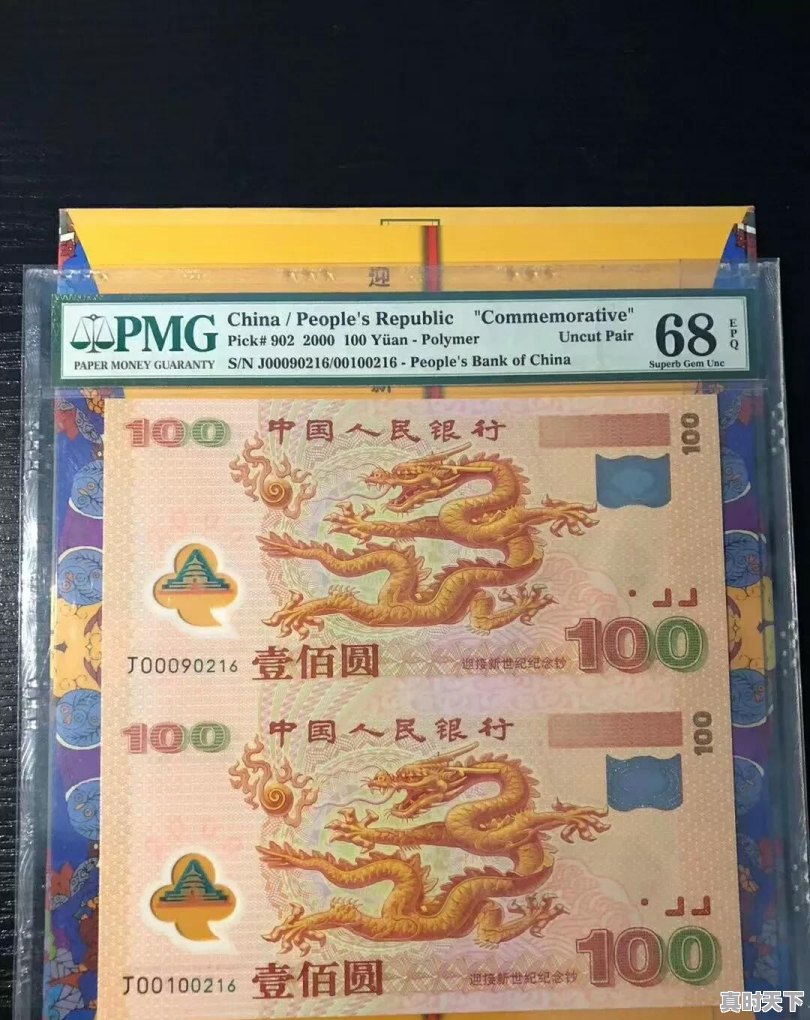 迎
PMG
PAPER MONEY GUARANTY
China / People's Republic "Commemorative"
Pick# 902 2000 100 Yüan - Polymer Uncut Pair
S/N J00090216/00100216 - People's Bank of China
68
EPQ
Superb Gem Unc
新
100 中国人民银行 100
J00090216 壹佰圆 迎接新世纪纪念钞 100
100 中国人民银行 100
J00100216 壹佰圆 迎接新世纪纪念钞 100
真时天下